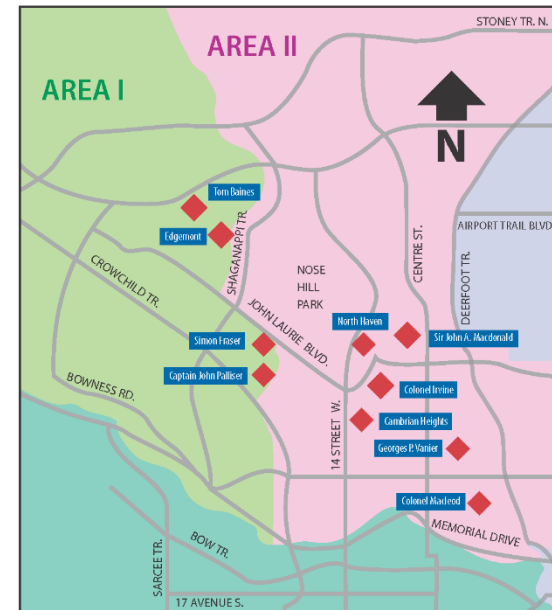 STONEY TR. N.
AREA II
AREA I
N
Tom Baines
Edgemont
SHAGANAPPI TR.
AIRPORT TRAIL BLVD
CENTRE ST.
DEERFOOT TR.
CROWCHILD TR.
NOSE
HILL
PARK
JOHN LAURIE BLVD.
North Haven
Sir John A. Macdonald
Simon Fraser
Captain John Palliser
BOWNESS RD.
Colonel Irvine
Cambrian Heights
14 STREET W.
Georges P. Vanier
Colonel Macleod
MEMORIAL DRIVE
SARCEE TR.
BOW TR.
17 AVENUE S.